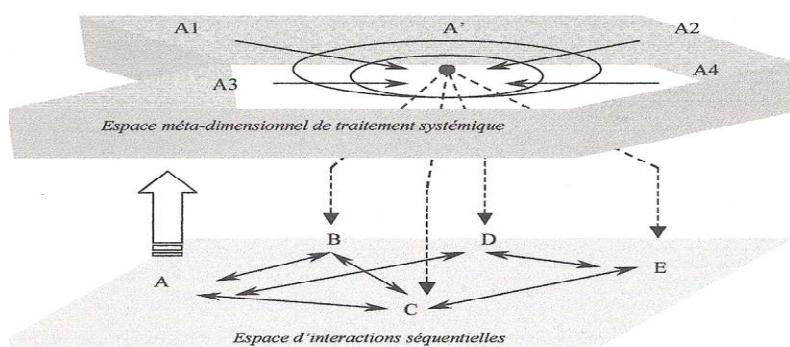 A1 A' A2
A3 A4
Espace méta-dimensionnel de traitement systémique
B D
A E
C
Espace d'interactions séquentielles